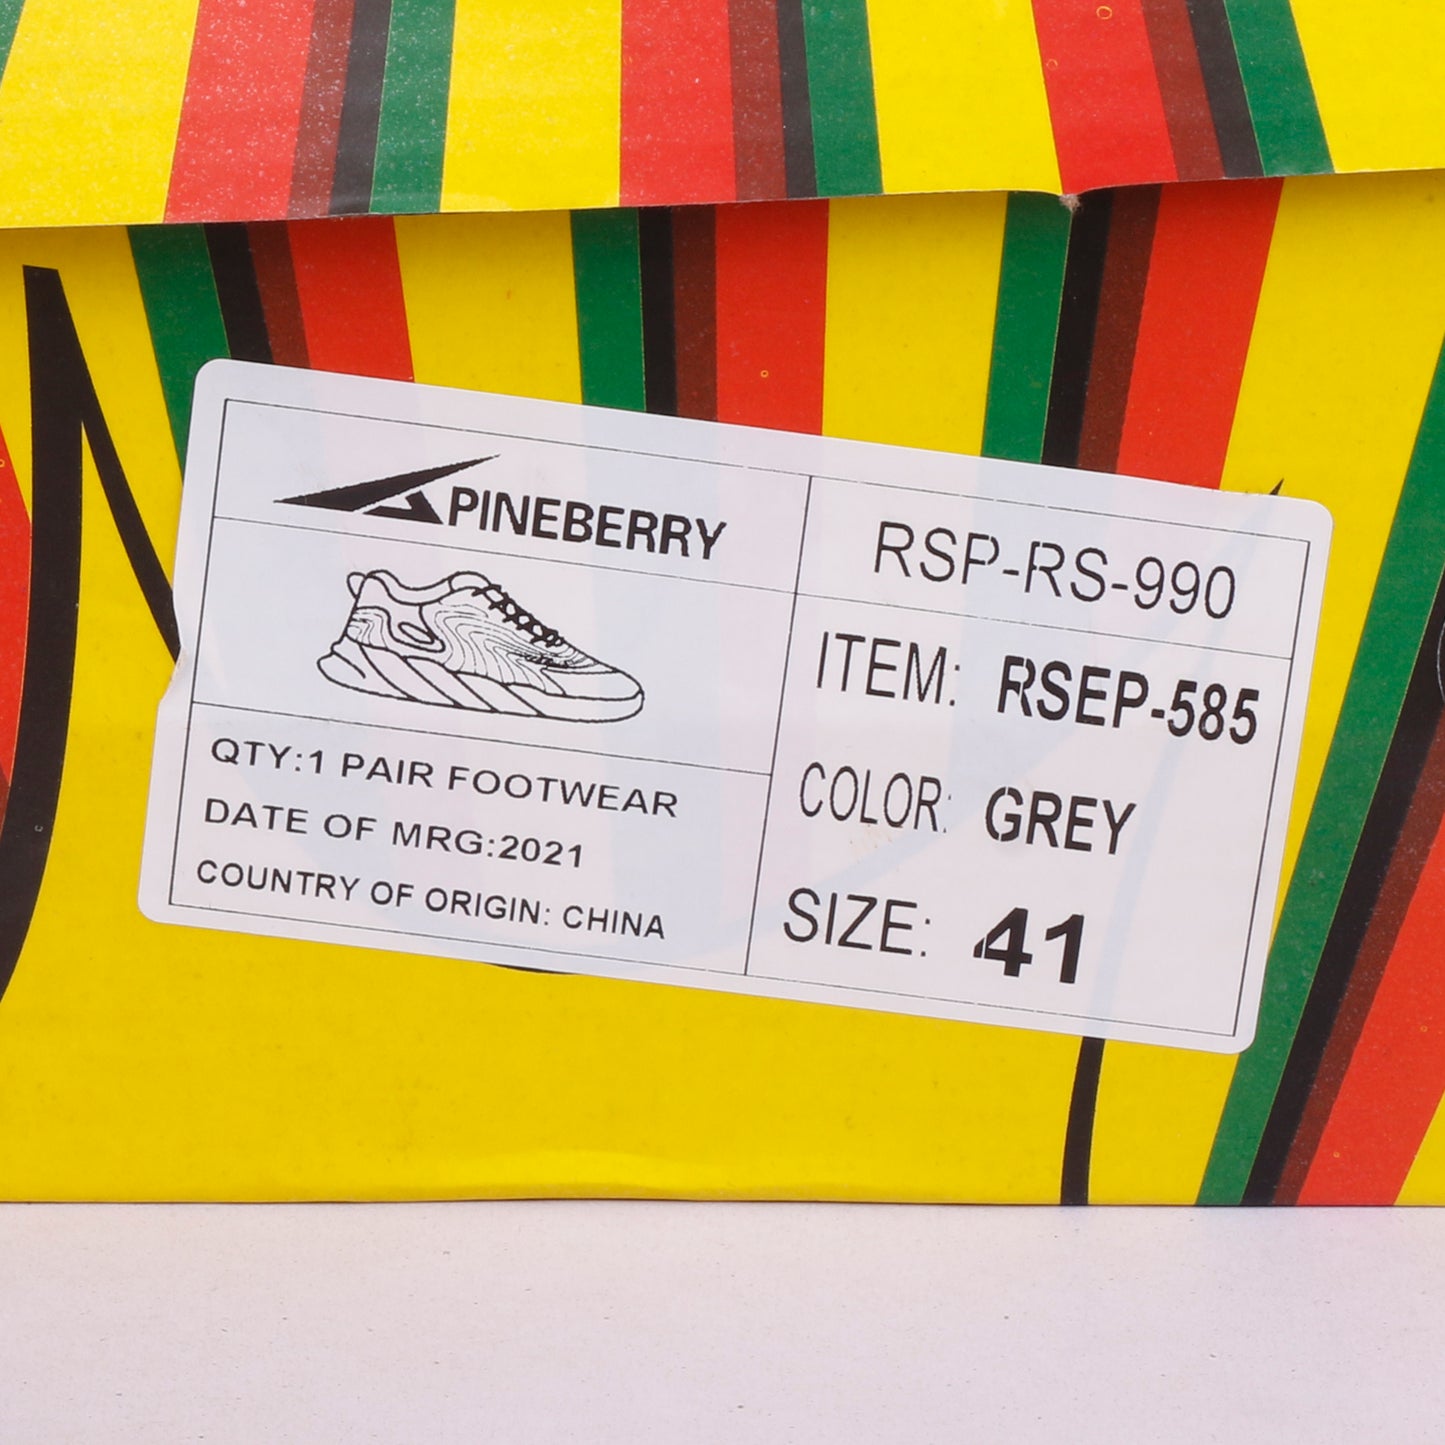 PINEBERRY
RSP-RS-990
ITEM: RSEP-585
COLOR: GREY
SIZE: 41
QTY:1 PAIR FOOTWEAR
DATE OF MRG:2021
COUNTRY OF ORIGIN: CHINA